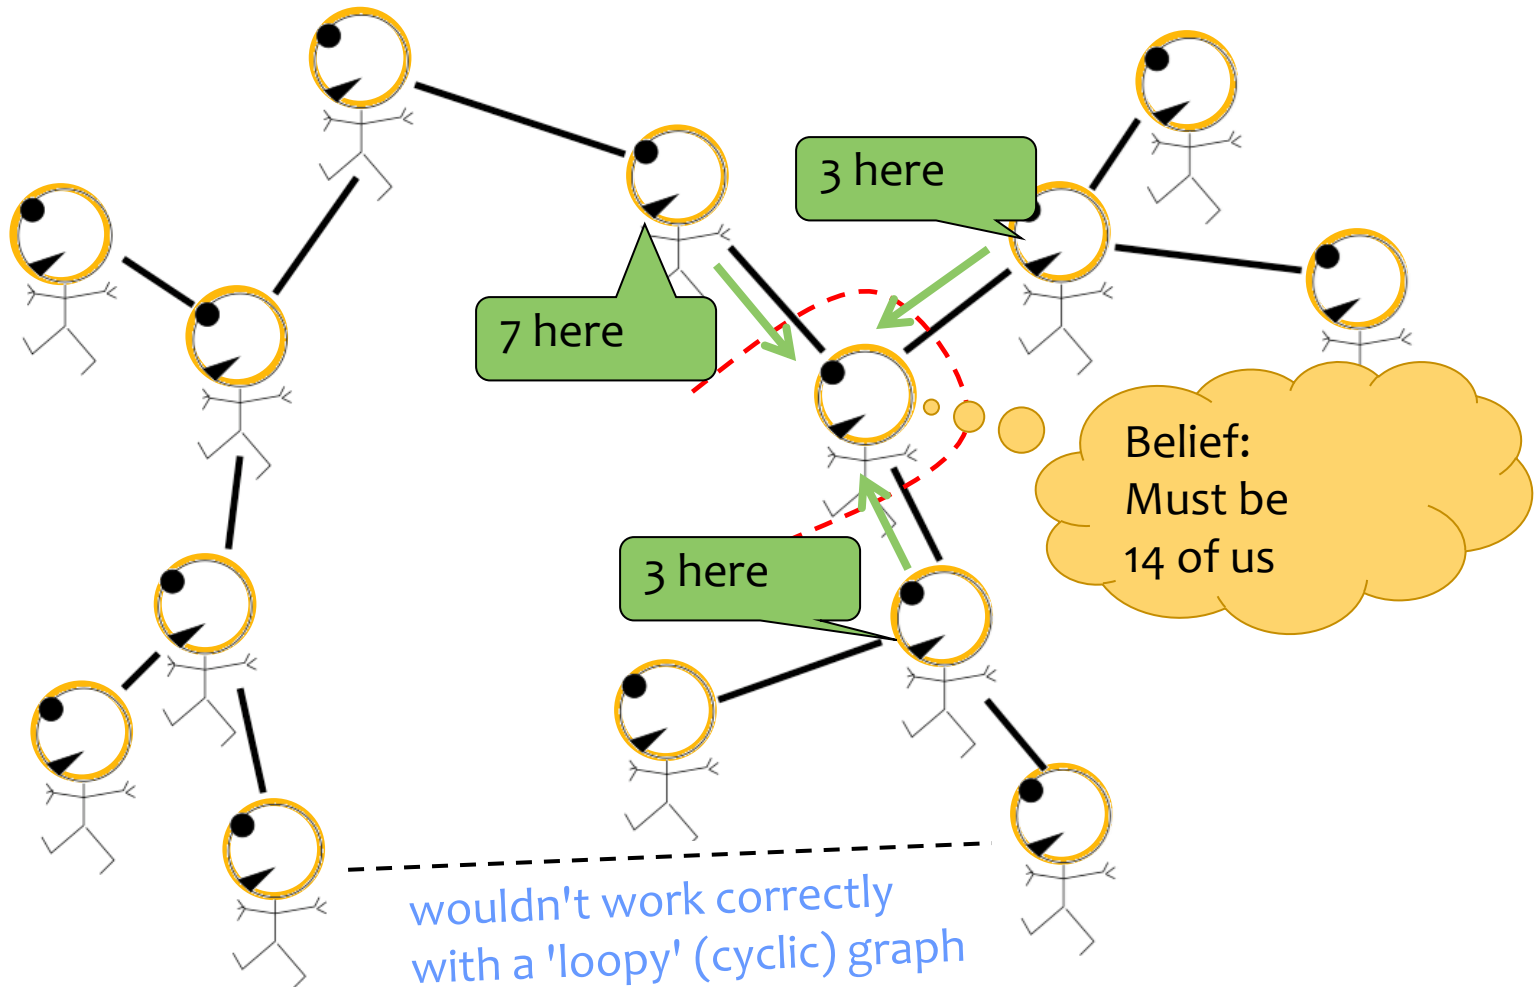 3 here
7 here
Belief:
Must be
14 of us
3 here
wouldn't work correctly
with a 'loopy' (cyclic) graph